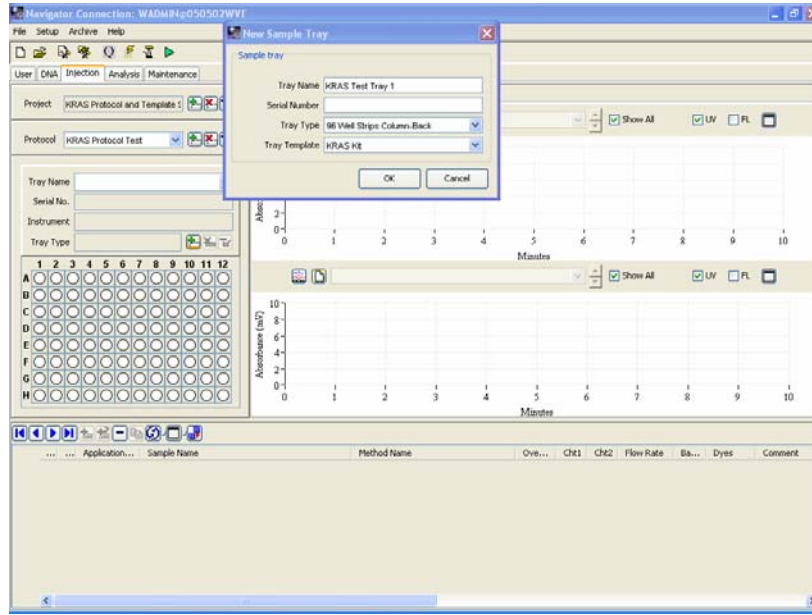 Navigator Connection: WADMIN@050502WVF
File Setup Archive Help
User DNA Injection Analysis Maintenance
Project KRAS Protocol and Template
Protocol KRAS Protocol Test
Tray Name
Serial No.
Instrument
Tray Type
1 2 3 4 5 6 7 8 9 10 11 12
A
B
C
D
E
F
G
H
New Sample Tray
Sample tray
Tray Name KRAS Test Tray 1
Serial Number
Tray Type 96 Well Strips Column-Back
Tray Template KRAS Kit
OK Cancel
Show All UV FL
2
0
0 1 2 3 4 5 6 7 8 9 10
Minutes
Show All UV FL
Absorbance (mV)
10
8
6
4
2
0
0 1 2 3 4 5 6 7 8 9 10
Minutes
... ... Application... Sample Name Method Name Ove... Cht1 Cht2 Flow Rate Ba... Dyes Comment